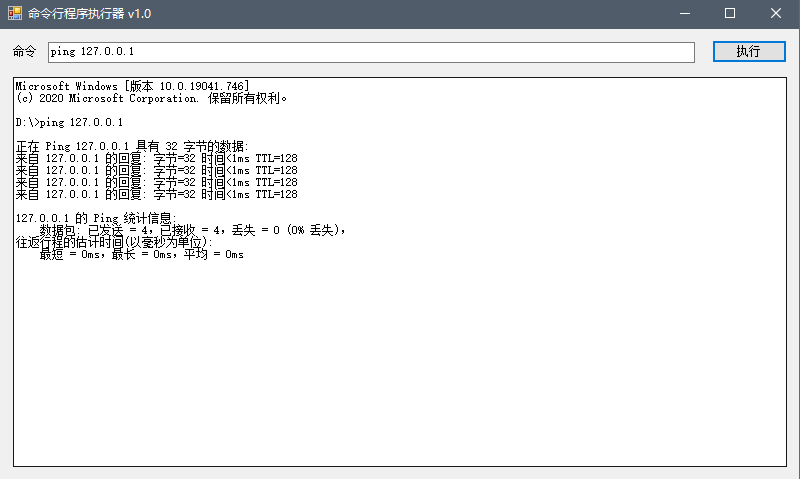 命令行程序执行器 v1.0
命令 ping 127.0.0.1 执行
Microsoft Windows [版本 10.0.19041.746]
(c) 2020 Microsoft Corporation. 保留所有权利。
D:\>ping 127.0.0.1
正在 Ping 127.0.0.1 具有 32 字节的数据:
来自 127.0.0.1 的回复: 字节=32 时间<1ms TTL=128
来自 127.0.0.1 的回复: 字节=32 时间<1ms TTL=128
来自 127.0.0.1 的回复: 字节=32 时间<1ms TTL=128
来自 127.0.0.1 的回复: 字节=32 时间<1ms TTL=128
127.0.0.1 的 Ping 统计信息:
数据包: 已发送 = 4，已接收 = 4，丢失 = 0 (0% 丢失)，
往返行程的估计时间(以毫秒为单位):
最短 = 0ms，最长 = 0ms，平均 = 0ms